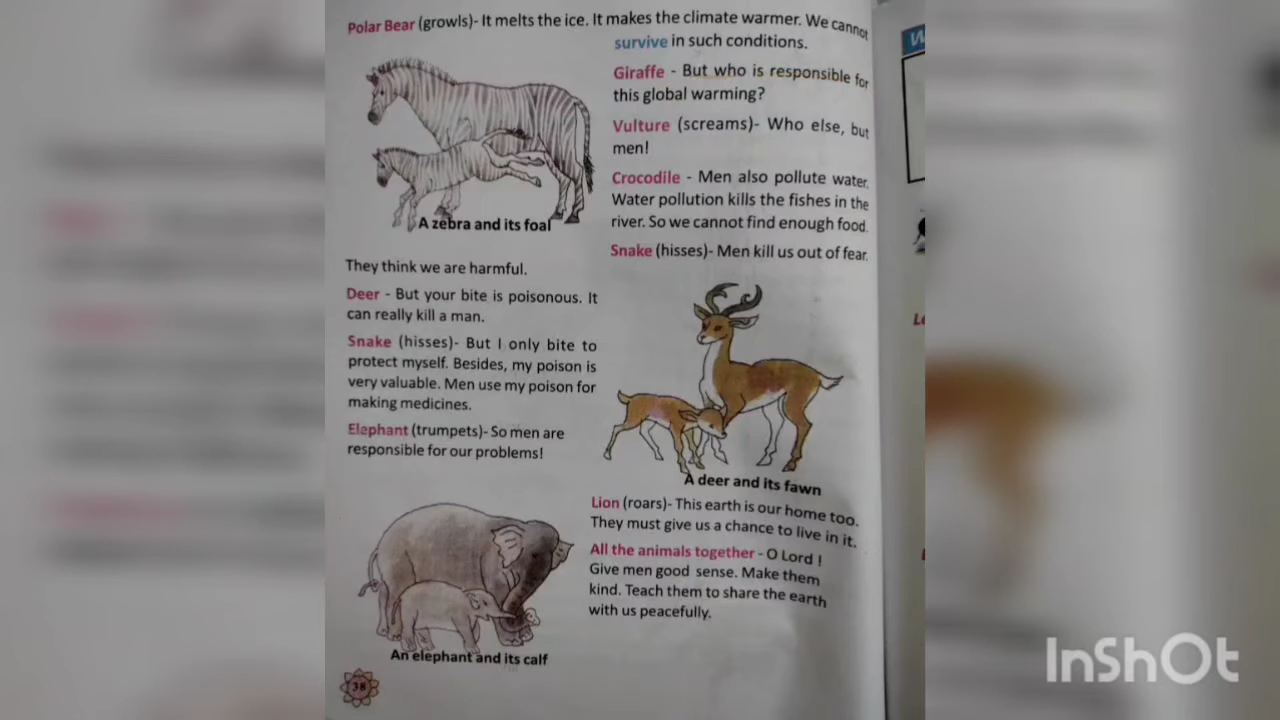 Polar Bear (growls)- It melts the ice. It makes the climate warmer. We cannot
survive in such conditions.
Giraffe - But who is responsible for
this global warming?
Vulture (screams)- Who else, but
men!
Crocodile - Men also pollute water.
Water pollution kills the fishes in the
river. So we cannot find enough food.
A zebra and its foal
Snake (hisses)- Men kill us out of fear.
They think we are harmful.
Deer - But your bite is poisonous. It
can really kill a man.
Snake (hisses)- But I only bite to
protect myself. Besides, my poison is
very valuable. Men use my poison for
making medicines.
Elephant (trumpets)- So men are
responsible for our problems!
A deer and its fawn
Lion (roars)- This earth is our home too.
They must give us a chance to live in it.
All the animals together - O Lord !
Give men good sense. Make them
kind. Teach them to share the earth
with us peacefully.
An elephant and its calf
38
InShOt